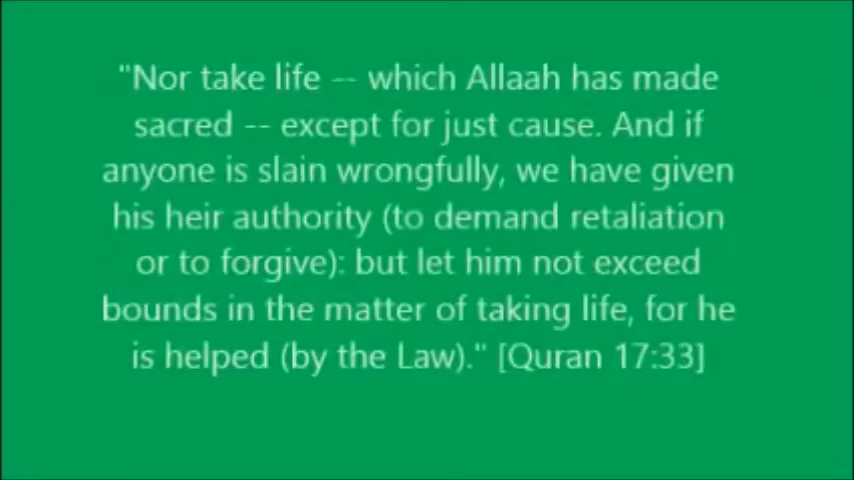 "Nor take life -- which Allaah has made
sacred -- except for just cause. And if
anyone is slain wrongfully, we have given
his heir authority (to demand retaliation
or to forgive): but let him not exceed
bounds in the matter of taking life, for he
is helped (by the Law)." [Quran 17:33]